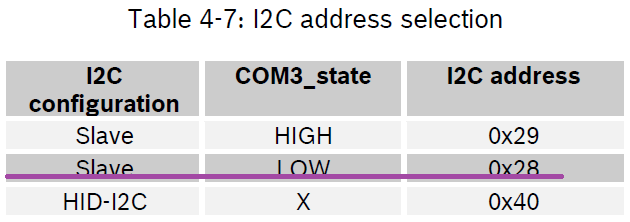 Table 4-7: I2C address selection
I2C configuration COM3_state I2C address
Slave HIGH 0x29
Slave LOW 0x28
HID-I2C X 0x40